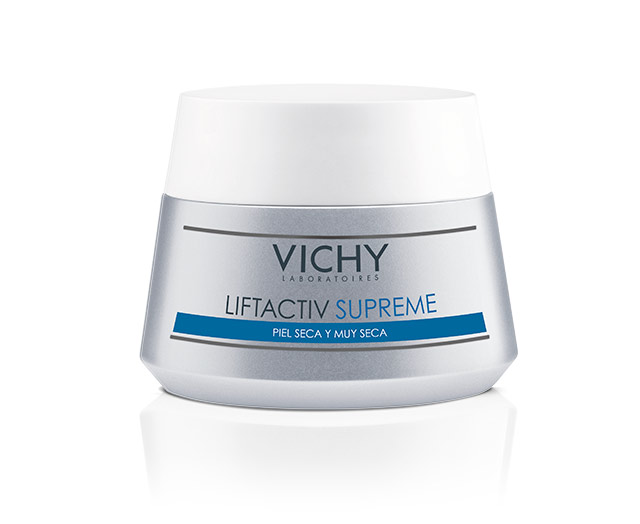 VICHY
LABORATOIRES
LIFTACTIV SUPREME
PIEL SECA Y MUY SECA